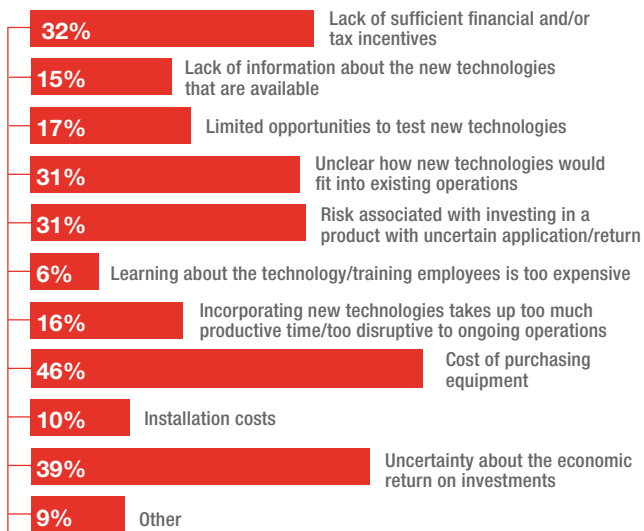 32%
Lack of sufficient financial and/or
tax incentives
15%
Lack of information about the new technologies
that are available
17%
Limited opportunities to test new technologies
31%
Unclear how new technologies would
fit into existing operations
31%
Risk associated with investing in a
product with uncertain application/return
6%
Learning about the technology/training employees is too expensive
16%
Incorporating new technologies takes up too much
productive time/too disruptive to ongoing operations
46%
Cost of purchasing
equipment
10%
Installation costs
39%
Uncertainty about the economic
return on investments
9%
Other